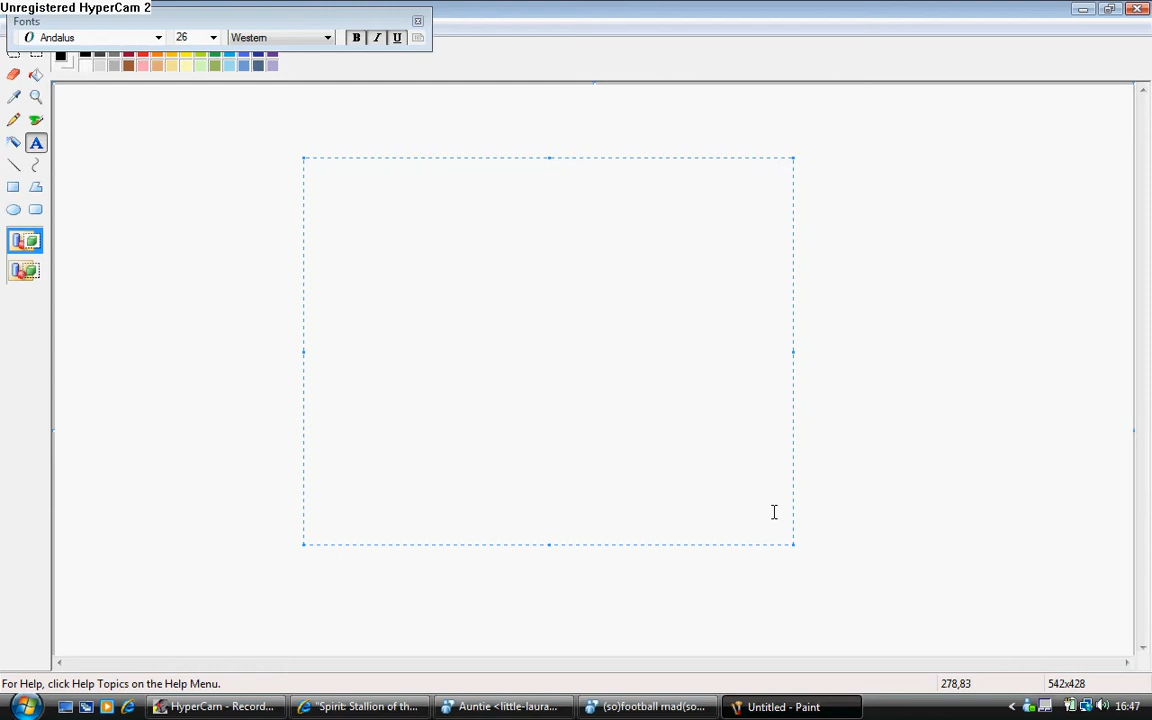 Unregistered HyperCam 2
Fonts
Andalus 26 Western B I U
A
For Help, click Help Topics on the Help Menu. 278,83 542x428
HyperCam - Record... "Spirit: Stallion of th... Auntie <little-laura... (so)football mad(so... Untitled - Paint < 16:47